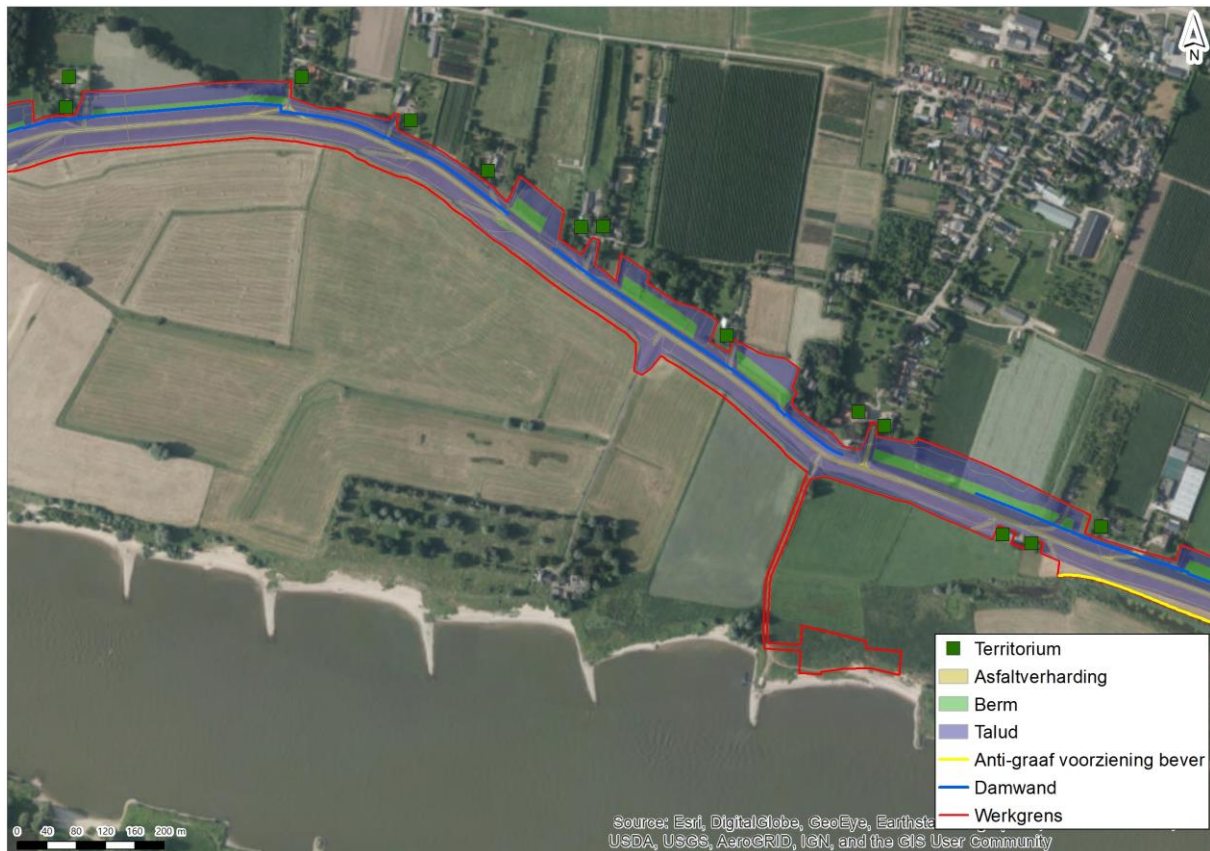 N
Territorium
Asfaltverharding
Berm
Talud
Anti-graaf voorziening bever
Damwand
Werkgrens
0 40 80 120 160 200 m
Source: Esri, DigitalGlobe, GeoEye,
USDA, USGS, AeroGRID, IGN, and the GIS User Community